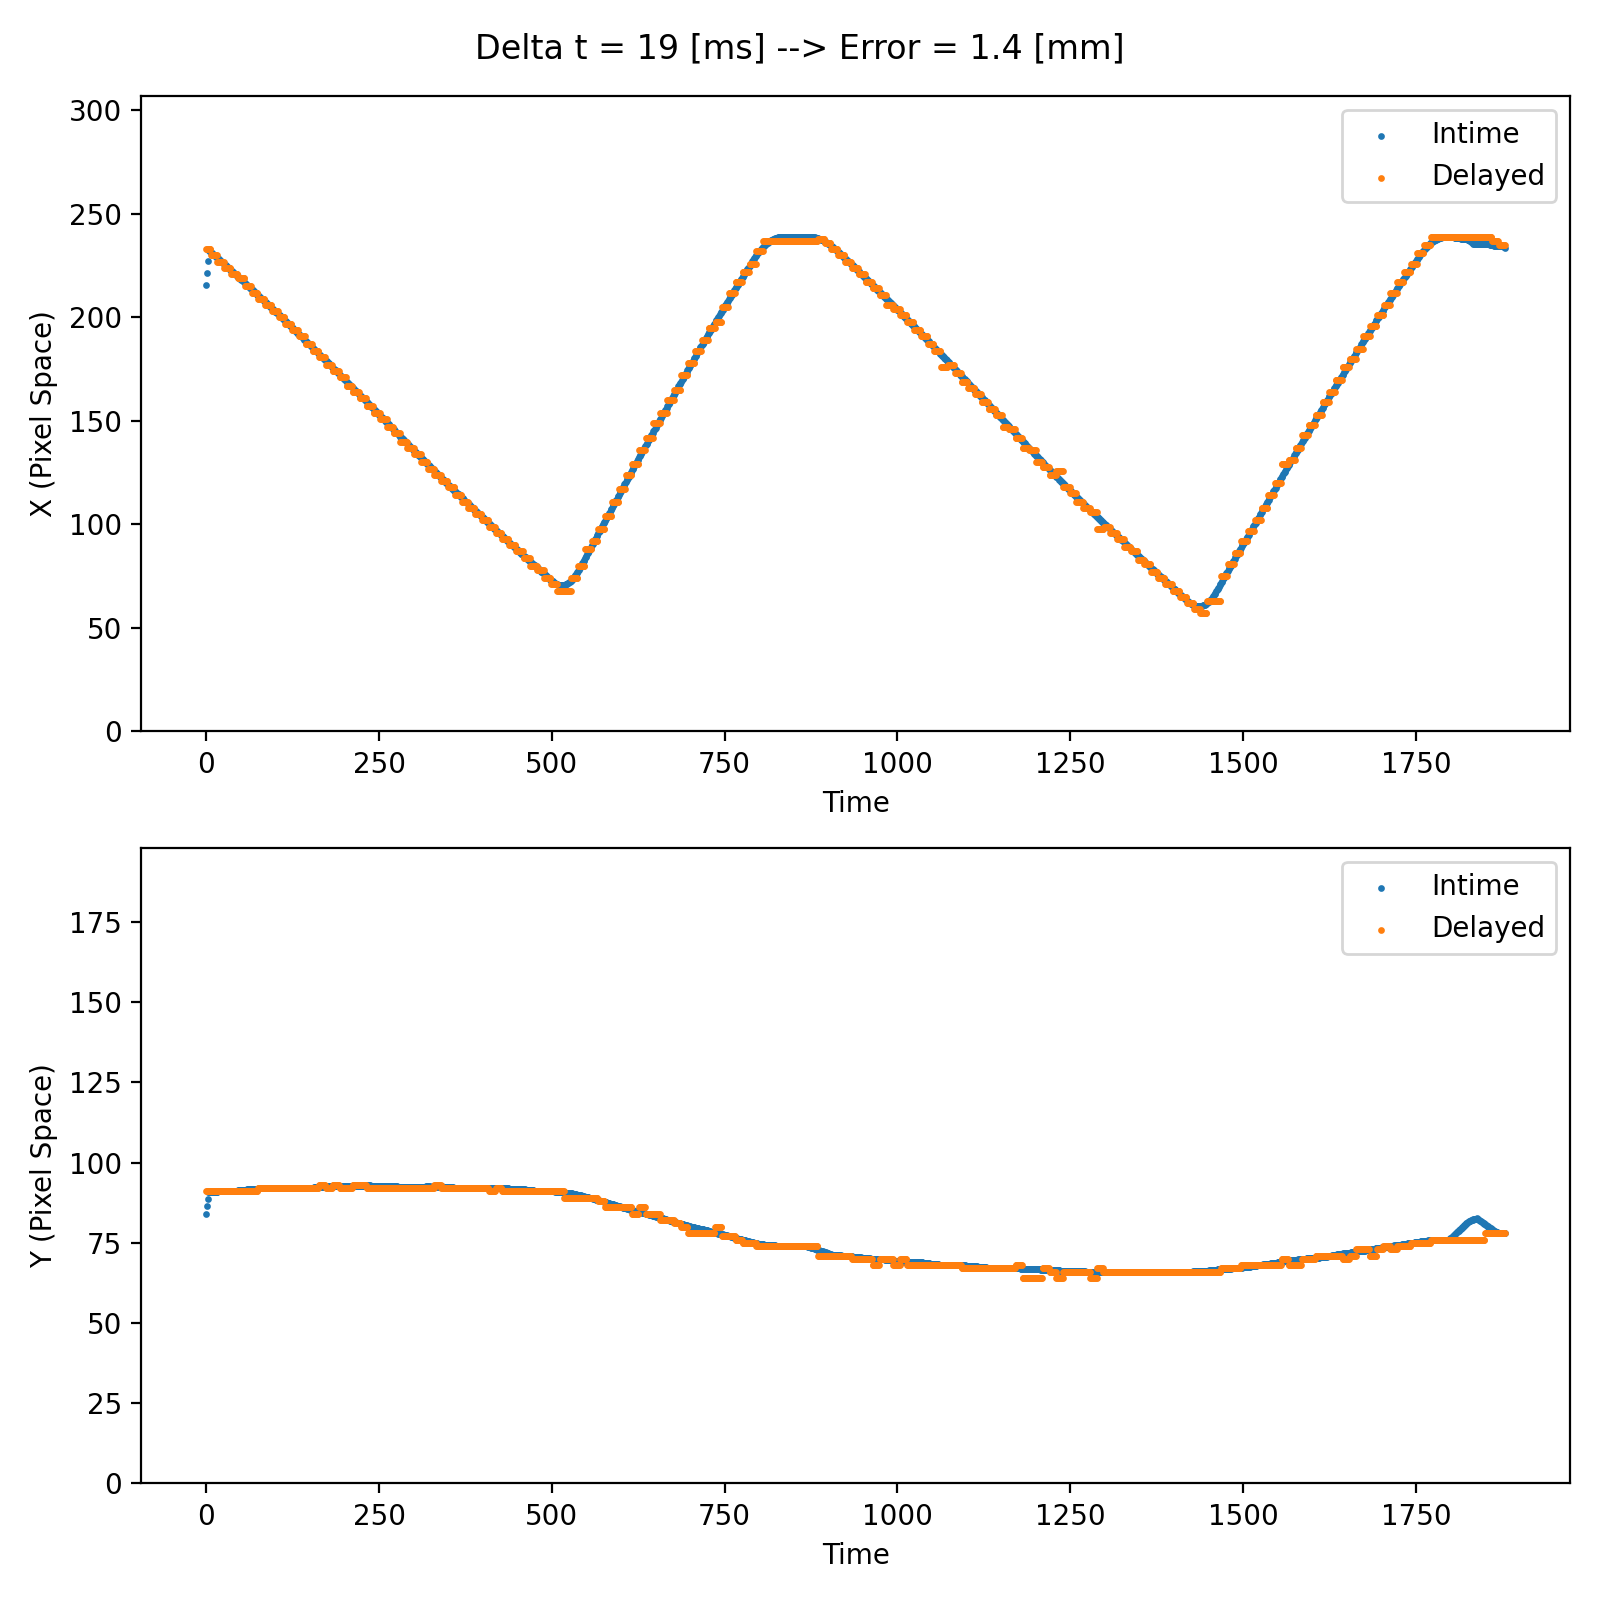 Delta t = 19 [ms] --> Error = 1.4 [mm]
300
250
200
150
100
50
0
X (Pixel Space)
Intime
Delayed
0 250 500 750 1000 1250 1500 1750
Time
175
150
125
100
75
50
25
0
Y (Pixel Space)
Intime
Delayed
0 250 500 750 1000 1250 1500 1750
Time